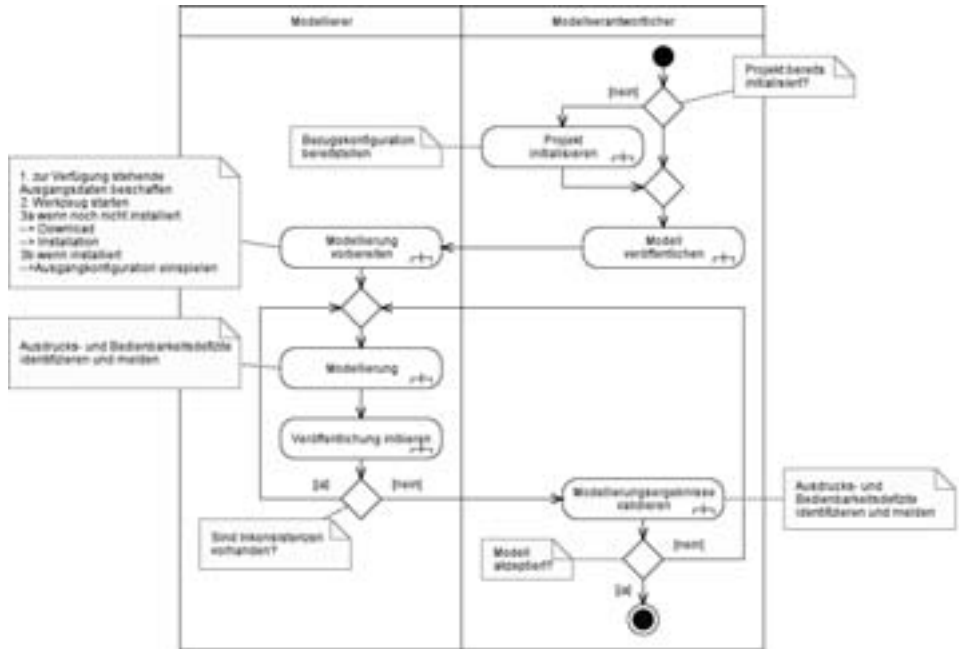 Modellierer
Modellverantwortlicher
Projekt bereits
initialisiert?
[nein]
Bezugskonfiguration
bereitstellen
Projekt
initialisieren
1. zur Verfügung stehende
Ausgangsdaten beschaffen
2. Werkzeug starten
3a wenn noch nicht installiert
--> Download
--> Installation
3b wenn installiert
-->Ausgangkonfiguration einspielen
Modellierung
vorbereiten
Modell
veröffentlichen
Ausdrucks- und Bedienbarkeitsdefizite
identifizieren und melden
Modellierung
Veröffentlichung initiieren
[ja]
[nein]
Sind Inkonsistenzen
vorhanden?
Modellierungsergebnisse
validieren
Ausdrucks- und
Bedienbarkeitsdefizite
identifizieren und melden
Modell
akzeptiert?
[nein]
[ja]